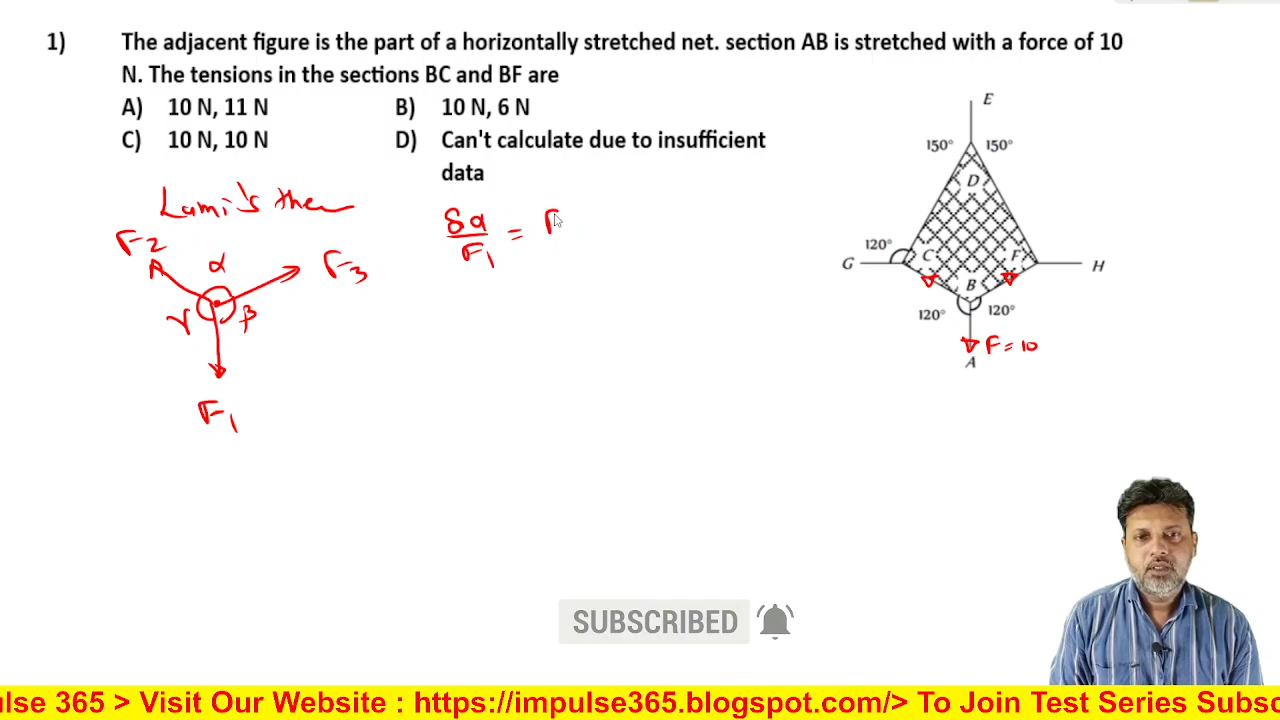 1) The adjacent figure is the part of a horizontally stretched net. section AB is stretched with a force of 10
N. The tensions in the sections BC and BF are
A) 10 N, 11 N B) 10 N, 6 N
C) 10 N, 10 N D) Can't calculate due to insufficient
data
E
150° 150°
D
120°
G C F H
B
120° 120°
F = 10
A
Lami's
F2
α
F3
γ β
F1
F1 =
SUBSCRIBED
ulse 365 > Visit Our Website : https://impulse365.blogspot.com/> To Join Test Series Subsc